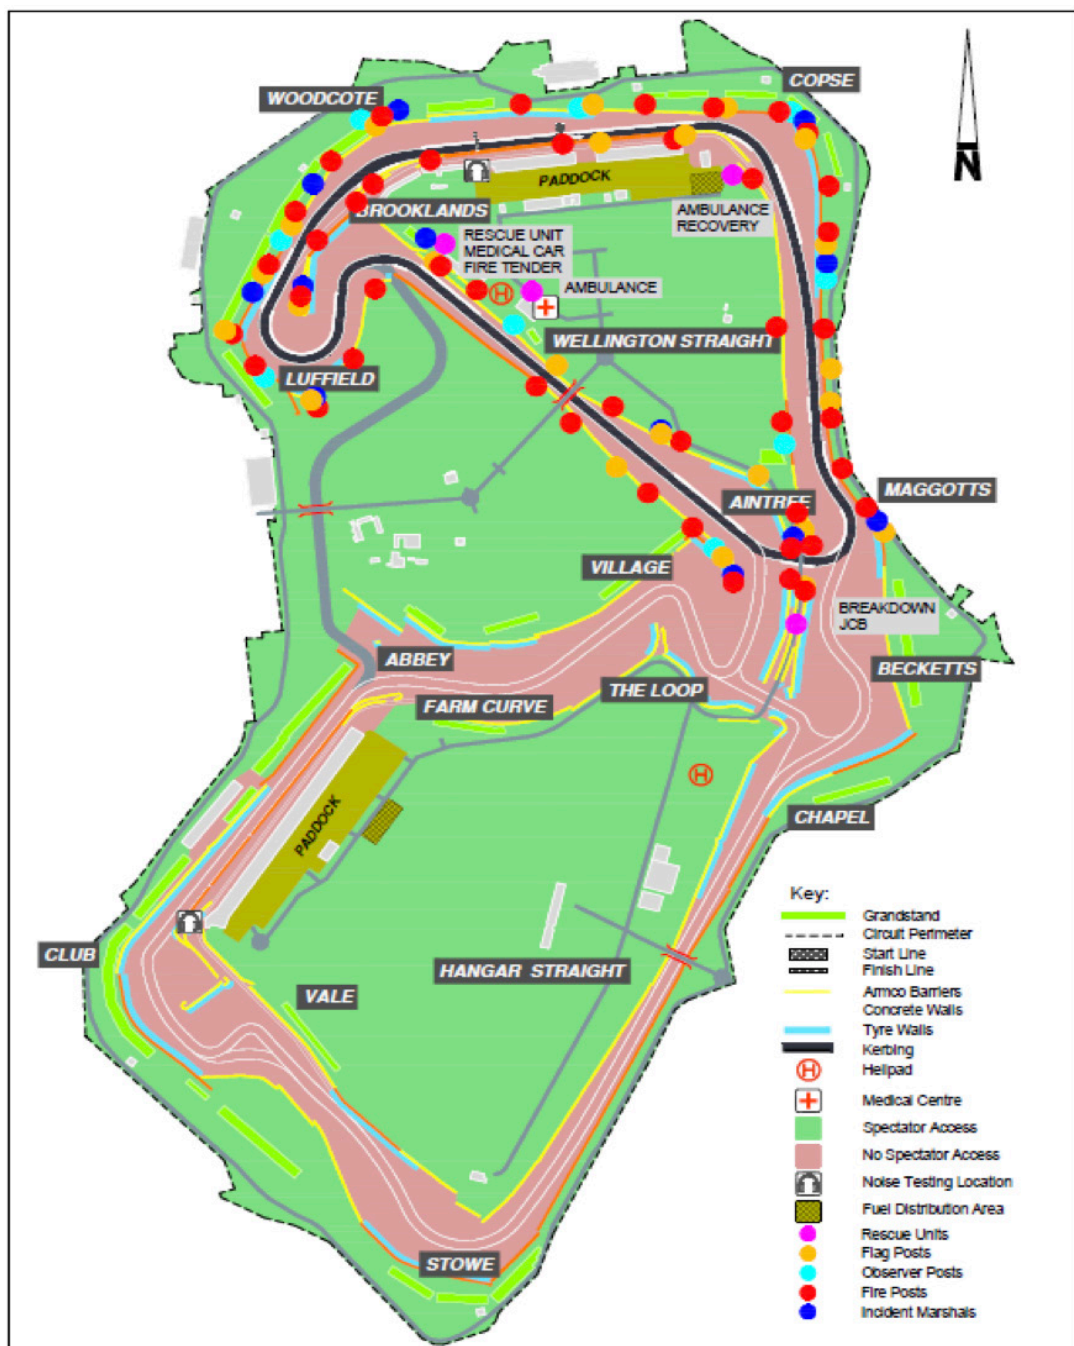 COPSE
WOODCOTE
N
PADDOCK
BROOKLANDS
AMBULANCE
RECOVERY
RESCUE UNIT
MEDICAL CAR
FIRE TENDER
H
AMBULANCE
WELLINGTON STRAIGHT
LUFFIELD
MAGGOTTS
AINTREE
VILLAGE
BREAKDOWN
JCB
ABBEY
BECKETTS
THE LOOP
FARM CURVE
H
PADDOCK
CHAPEL
CLUB
HANGAR STRAIGHT
VALE
STOWE
Key:
Grandstand
Circuit Perimeter
Start Line
Finish Line
Armco Barriers
Concrete Walls
Tyre Walls
Kerbing
H Helipad
Medical Centre
Spectator Access
No Spectator Access
Noise Testing Location
Fuel Distribution Area
Rescue Units
Flag Posts
Observer Posts
Fire Posts
Incident Marshals